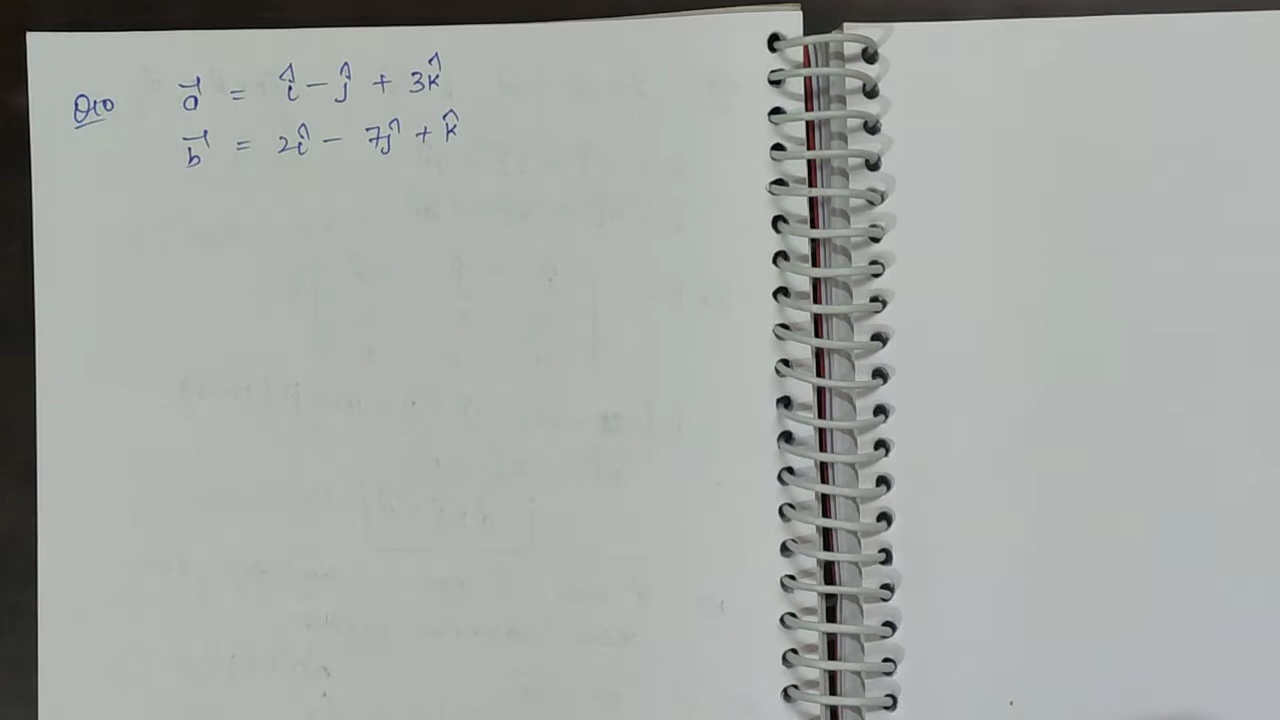 Q10 a⃗ = î - ĵ + 3k̂
b⃗ = 2î - 7ĵ + k̂